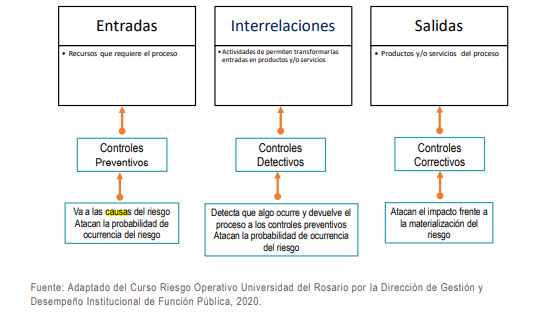 Entradas
• Recursos que requiere el proceso
Interrelaciones
• Actividades de permiten transformar las
entradas en productos y/o servicios
Salidas
• Productos y/o servicios del proceso
Controles
Preventivos
Controles
Detectivos
Controles
Correctivos
Va a las causas del riesgo
Atacan la probabilidad de
ocurrencia del riesgo
Detecta que algo ocurre y devuelve el
proceso a los controles preventivos
Atacan la probabilidad de ocurrencia
del riesgo
Atacan el impacto frente a
la materialización del
riesgo
Fuente: Adaptado del Curso Riesgo Operativo Universidad del Rosario por la Dirección de Gestión y
Desempeño Institucional de Función Pública, 2020.